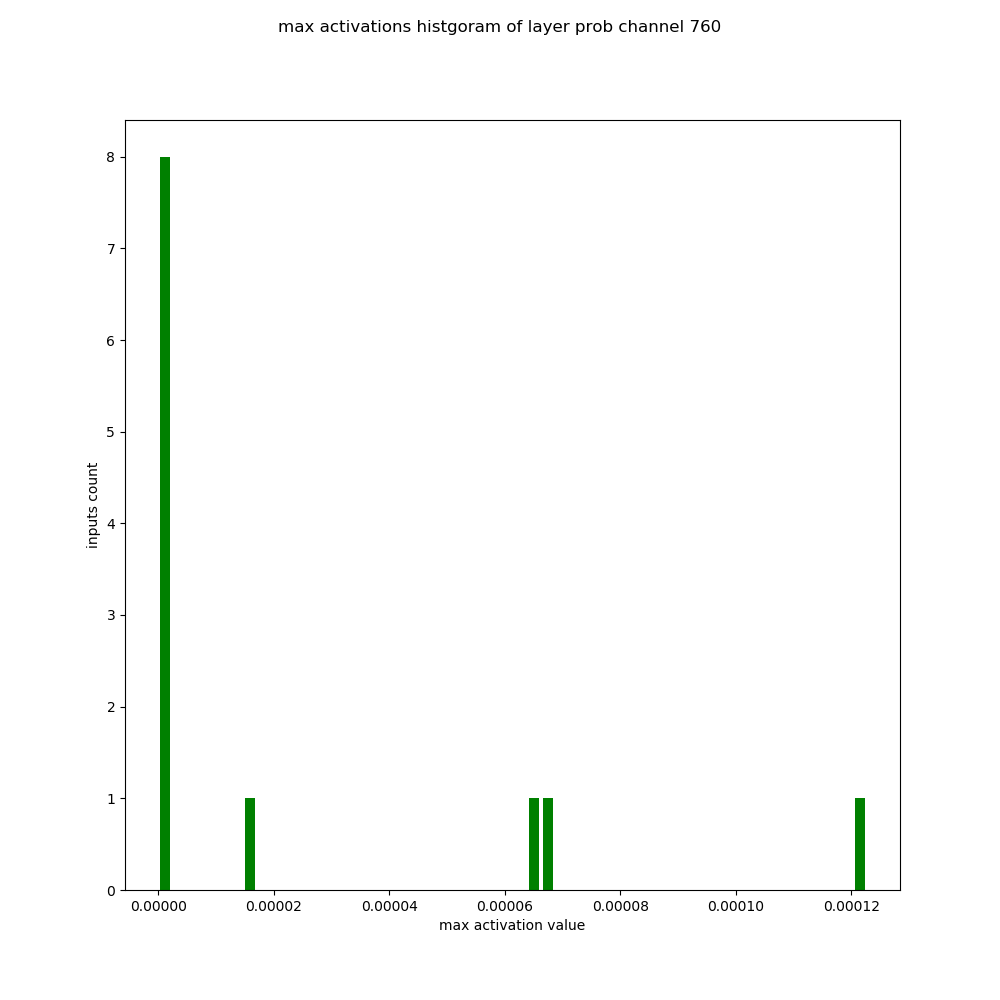 max activations histgoram of layer prob channel 760
8
7
6
5
4
3
2
1
0
inputs count
0.00000 0.00002 0.00004 0.00006 0.00008 0.00010 0.00012
max activation value